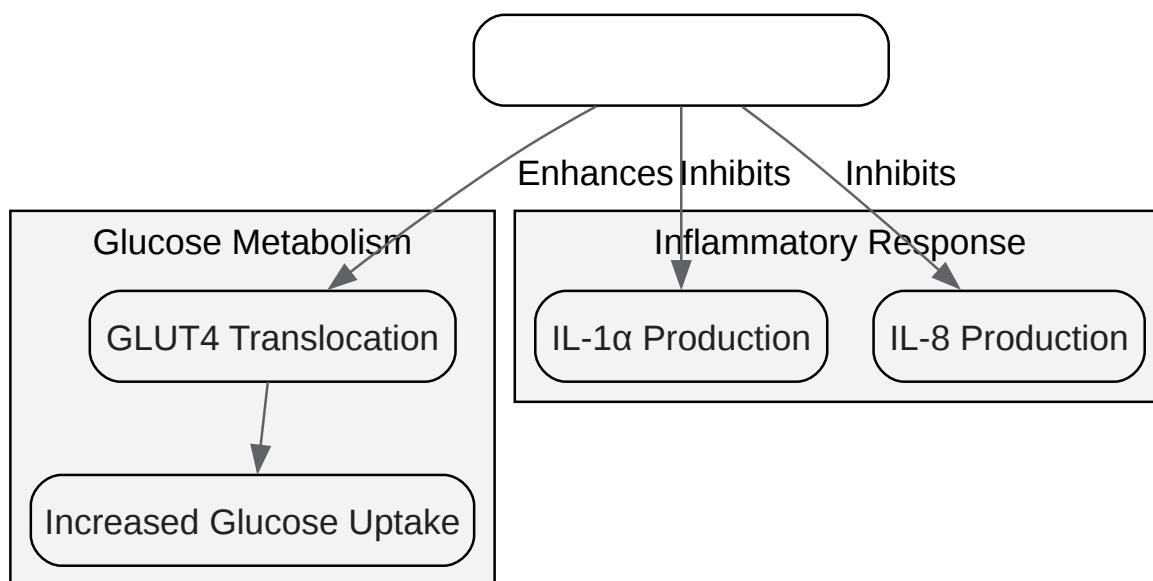 Enhances
Inhibits
Inhibits
Glucose Metabolism
Inflammatory Response
GLUT4 Translocation
IL-1α Production
IL-8 Production
Increased Glucose Uptake